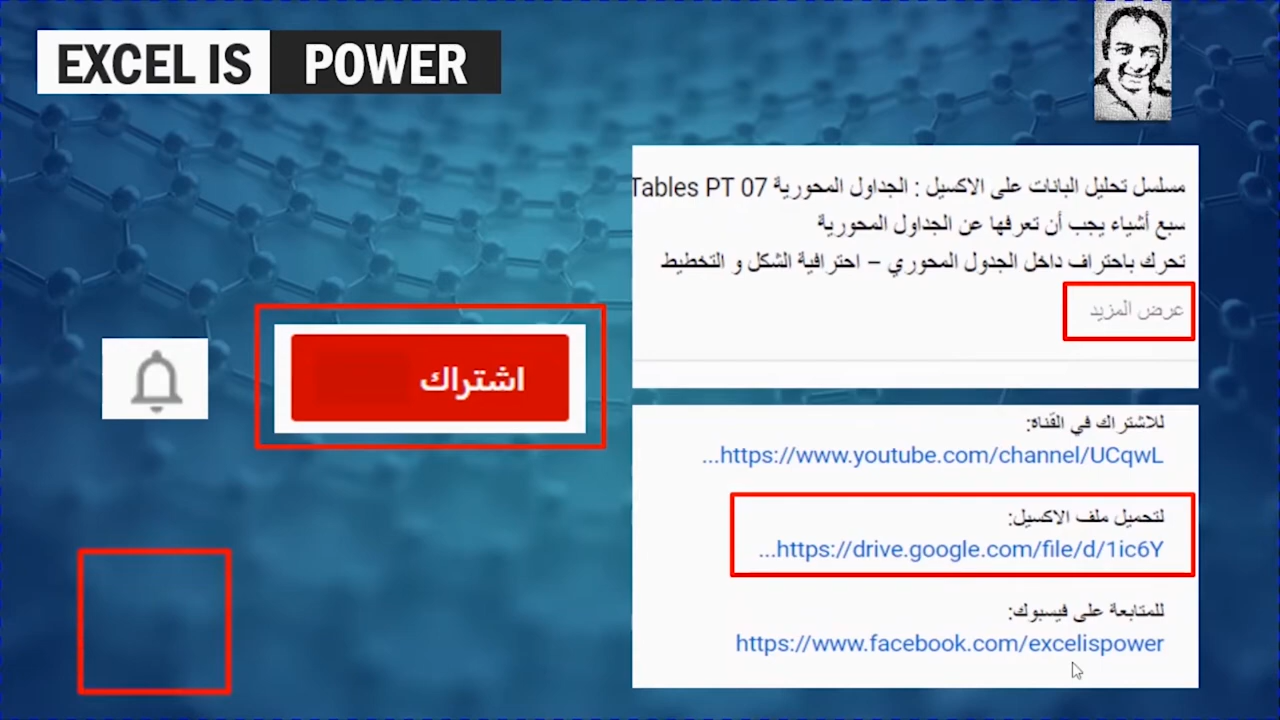 EXCEL IS POWER
مسلسل تحليل البانات على الاكسيل : الجداول المحورية Tables PT 07
سبع أشياء يجب أن تعرفها عن الجداول المحورية
تحرك باحتراف داخل الجدول المحوري – احترافية الشكل و التخطيط
عرض المزيد
اشتراك
للاشتراك في القناة:
https://www.youtube.com/channel/UCqwL...
لتحميل ملف الاكسيل:
https://drive.google.com/file/d/1ic6Y...
للمتابعة على فيسبوك:
https://www.facebook.com/excelispower